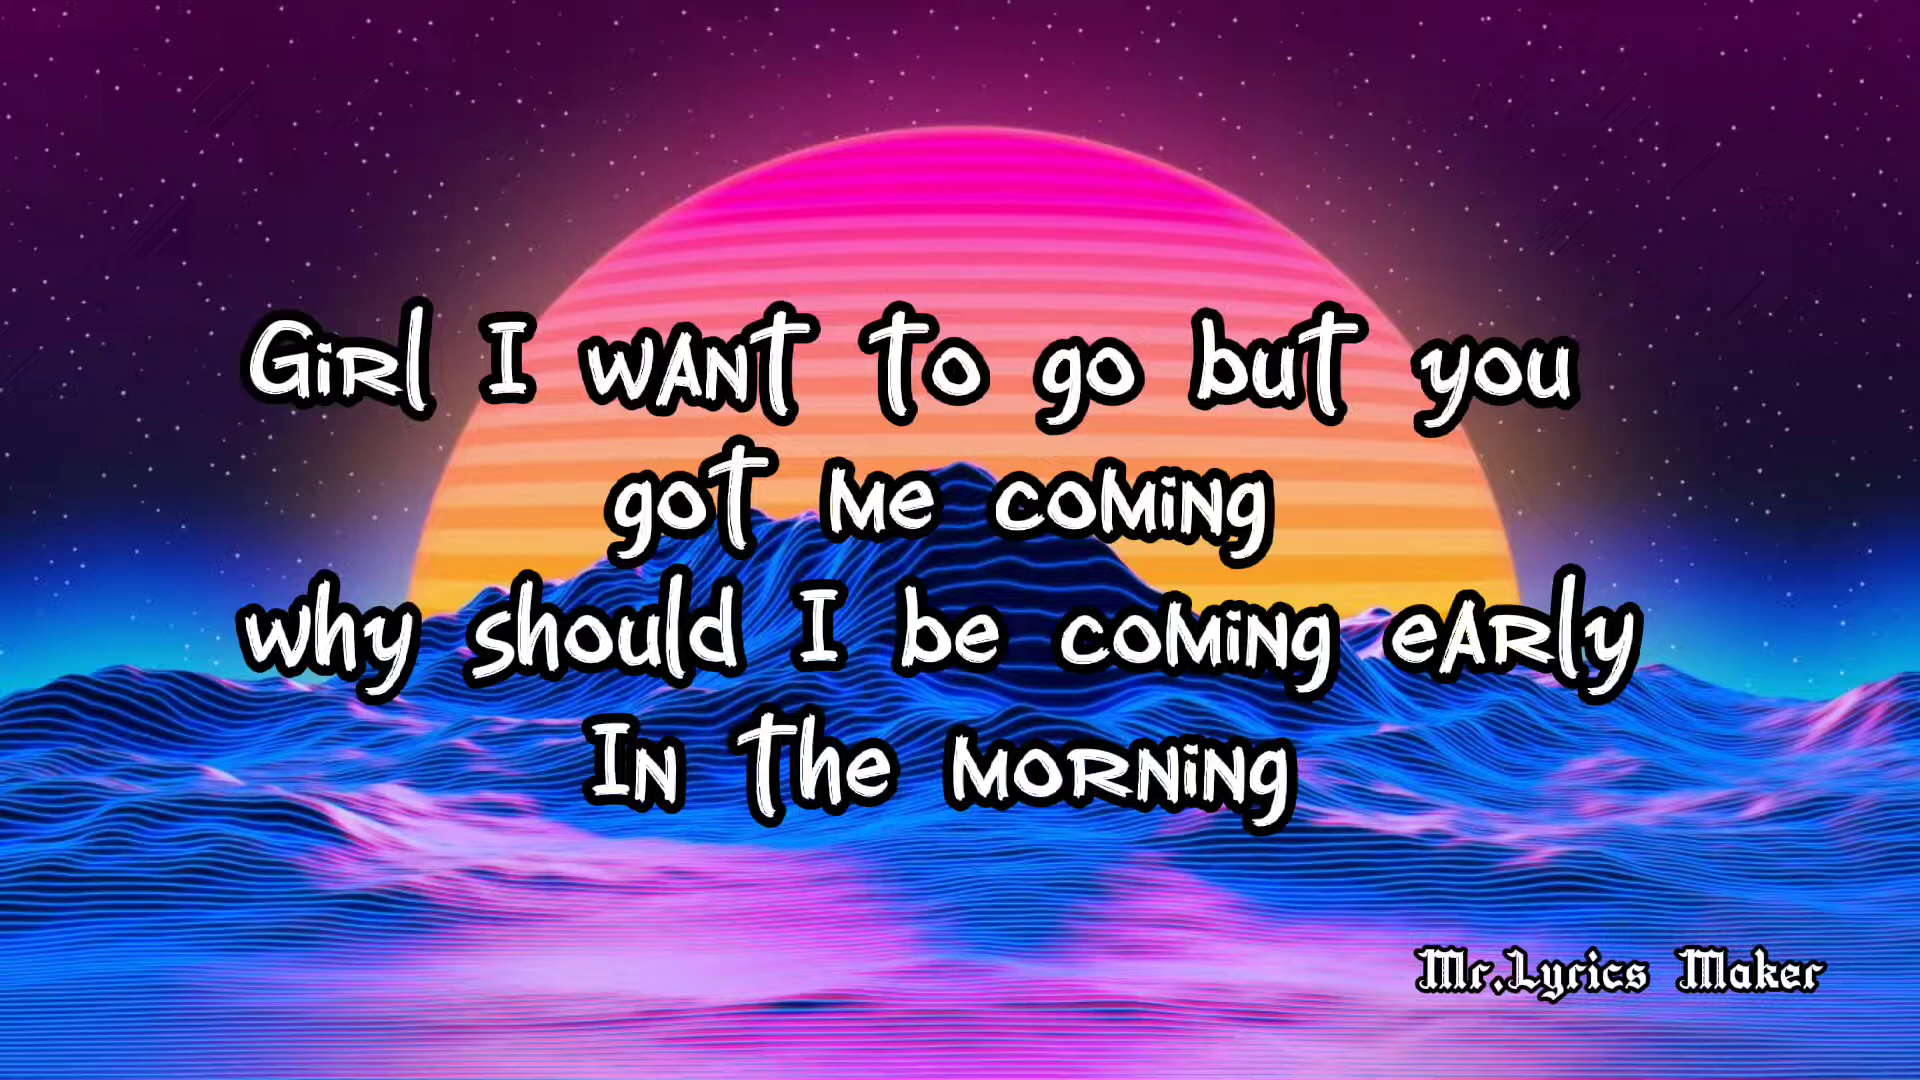 Girl I want to go but you
got me coming
why should I be coming early
In the morning
Mr.Lyrics Maker